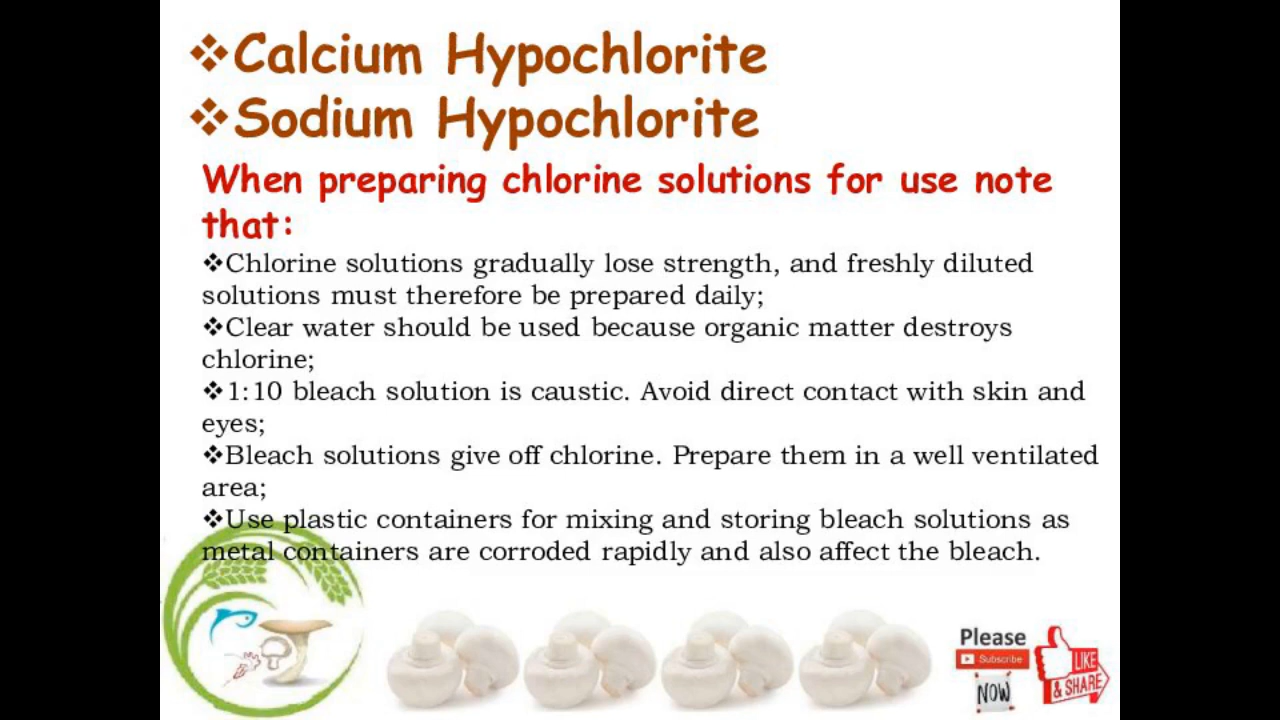 ❖Calcium Hypochlorite
❖Sodium Hypochlorite
When preparing chlorine solutions for use note
that:
❖Chlorine solutions gradually lose strength, and freshly diluted
solutions must therefore be prepared daily;
❖Clear water should be used because organic matter destroys
chlorine;
❖1:10 bleach solution is caustic. Avoid direct contact with skin and
eyes;
❖Bleach solutions give off chlorine. Prepare them in a well ventilated
area;
❖Use plastic containers for mixing and storing bleach solutions as
metal containers are corroded rapidly and also affect the bleach.
Please
Subscribe
NOW
LIKE
& SHARE